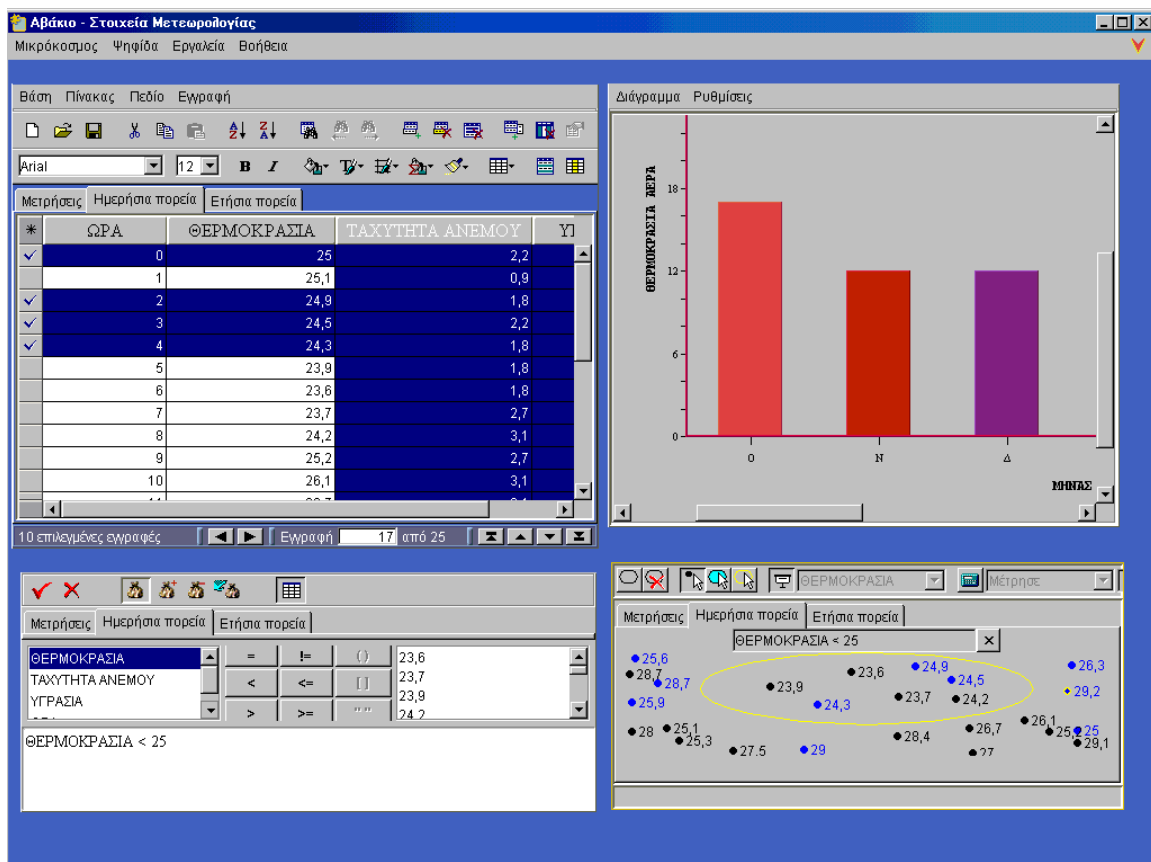 Αβάκιο - Στοιχεία Μετεωρολογίας
Μικρόκοσμος Ψηφίδα Εργαλεία Βοήθεια
Βάση Πίνακας Πεδίο Εγγραφή
Arial 12 B I
Μετρήσεις Ημερήσια πορεία Ετήσια πορεία
* ΩΡΑ ΘΕΡΜΟΚΡΑΣΙΑ ΤΑΧΥΤΗΤΑ ΑΝΕΜΟΥ
0 25 2,2
1 25,1 0,9
2 24,9 1,8
3 24,5 2,2
4 24,3 1,8
5 23,9 1,8
6 23,6 1,8
7 23,7 2,7
8 24,2 3,1
9 25,2 2,7
10 26,1 3,1
10 επιλεγμένες εγγραφές Εγγραφή 17 από 25
Διάγραμμα Ρυθμίσεις
ΘΕΡΜΟΚΡΑΣΙΑ ΑΕΡΑ
18
12
6
0
Ο Ν Δ
ΜΗΝΑΣ
Μετρήσεις Ημερήσια πορεία Ετήσια πορεία
ΘΕΡΜΟΚΡΑΣΙΑ = != () 23,6
ΤΑΧΥΤΗΤΑ ΑΝΕΜΟΥ < <= [] 23,7
ΥΓΡΑΣΙΑ > >= "" 23,9
24,2
ΘΕΡΜΟΚΡΑΣΙΑ < 25
ΘΕΡΜΟΚΡΑΣΙΑ Μέτρησε
Μετρήσεις Ημερήσια πορεία Ετήσια πορεία
ΘΕΡΜΟΚΡΑΣΙΑ < 25
25,6 23,6 24,9 26,3
28,7 28,7 23,9 24,5 29,2
25,9 24,3 23,7 24,2
28 25,1 28,4 26,7 26,1 25
25,3 27.5 29 27 29,1